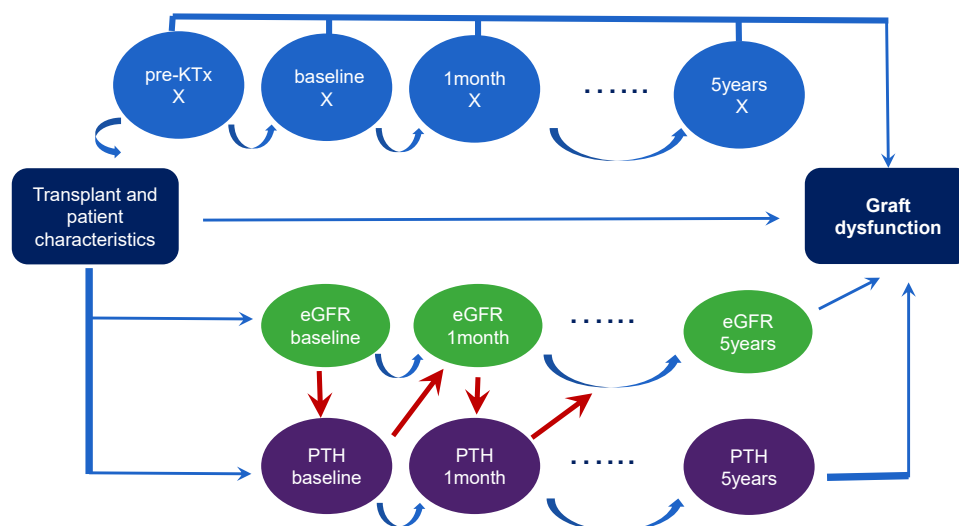 pre-KTx
X
baseline
X
1month
X
......
5years
X
Transplant and
patient
characteristics
Graft
dysfunction
eGFR
baseline
eGFR
1month
......
eGFR
5years
PTH
baseline
PTH
1month
......
PTH
5years